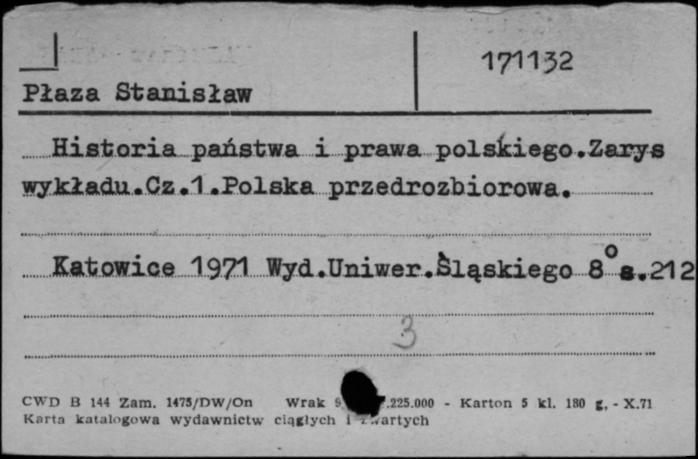 171132
Płaza Stanisław
Historia państwa i prawa polskiego.Zarys
wykładu.Cz.1.Polska przedrozbiorowa.
Katowice 1971 Wyd.Uniwer.Śląskiego 8° s.212
3
CWD B 144 Zam. 1475/DW/On Wrak .225.000 - Karton 5 kl. 180 g, - X.71
Karta katalogowa wydawnictw ciągłych i zwartych